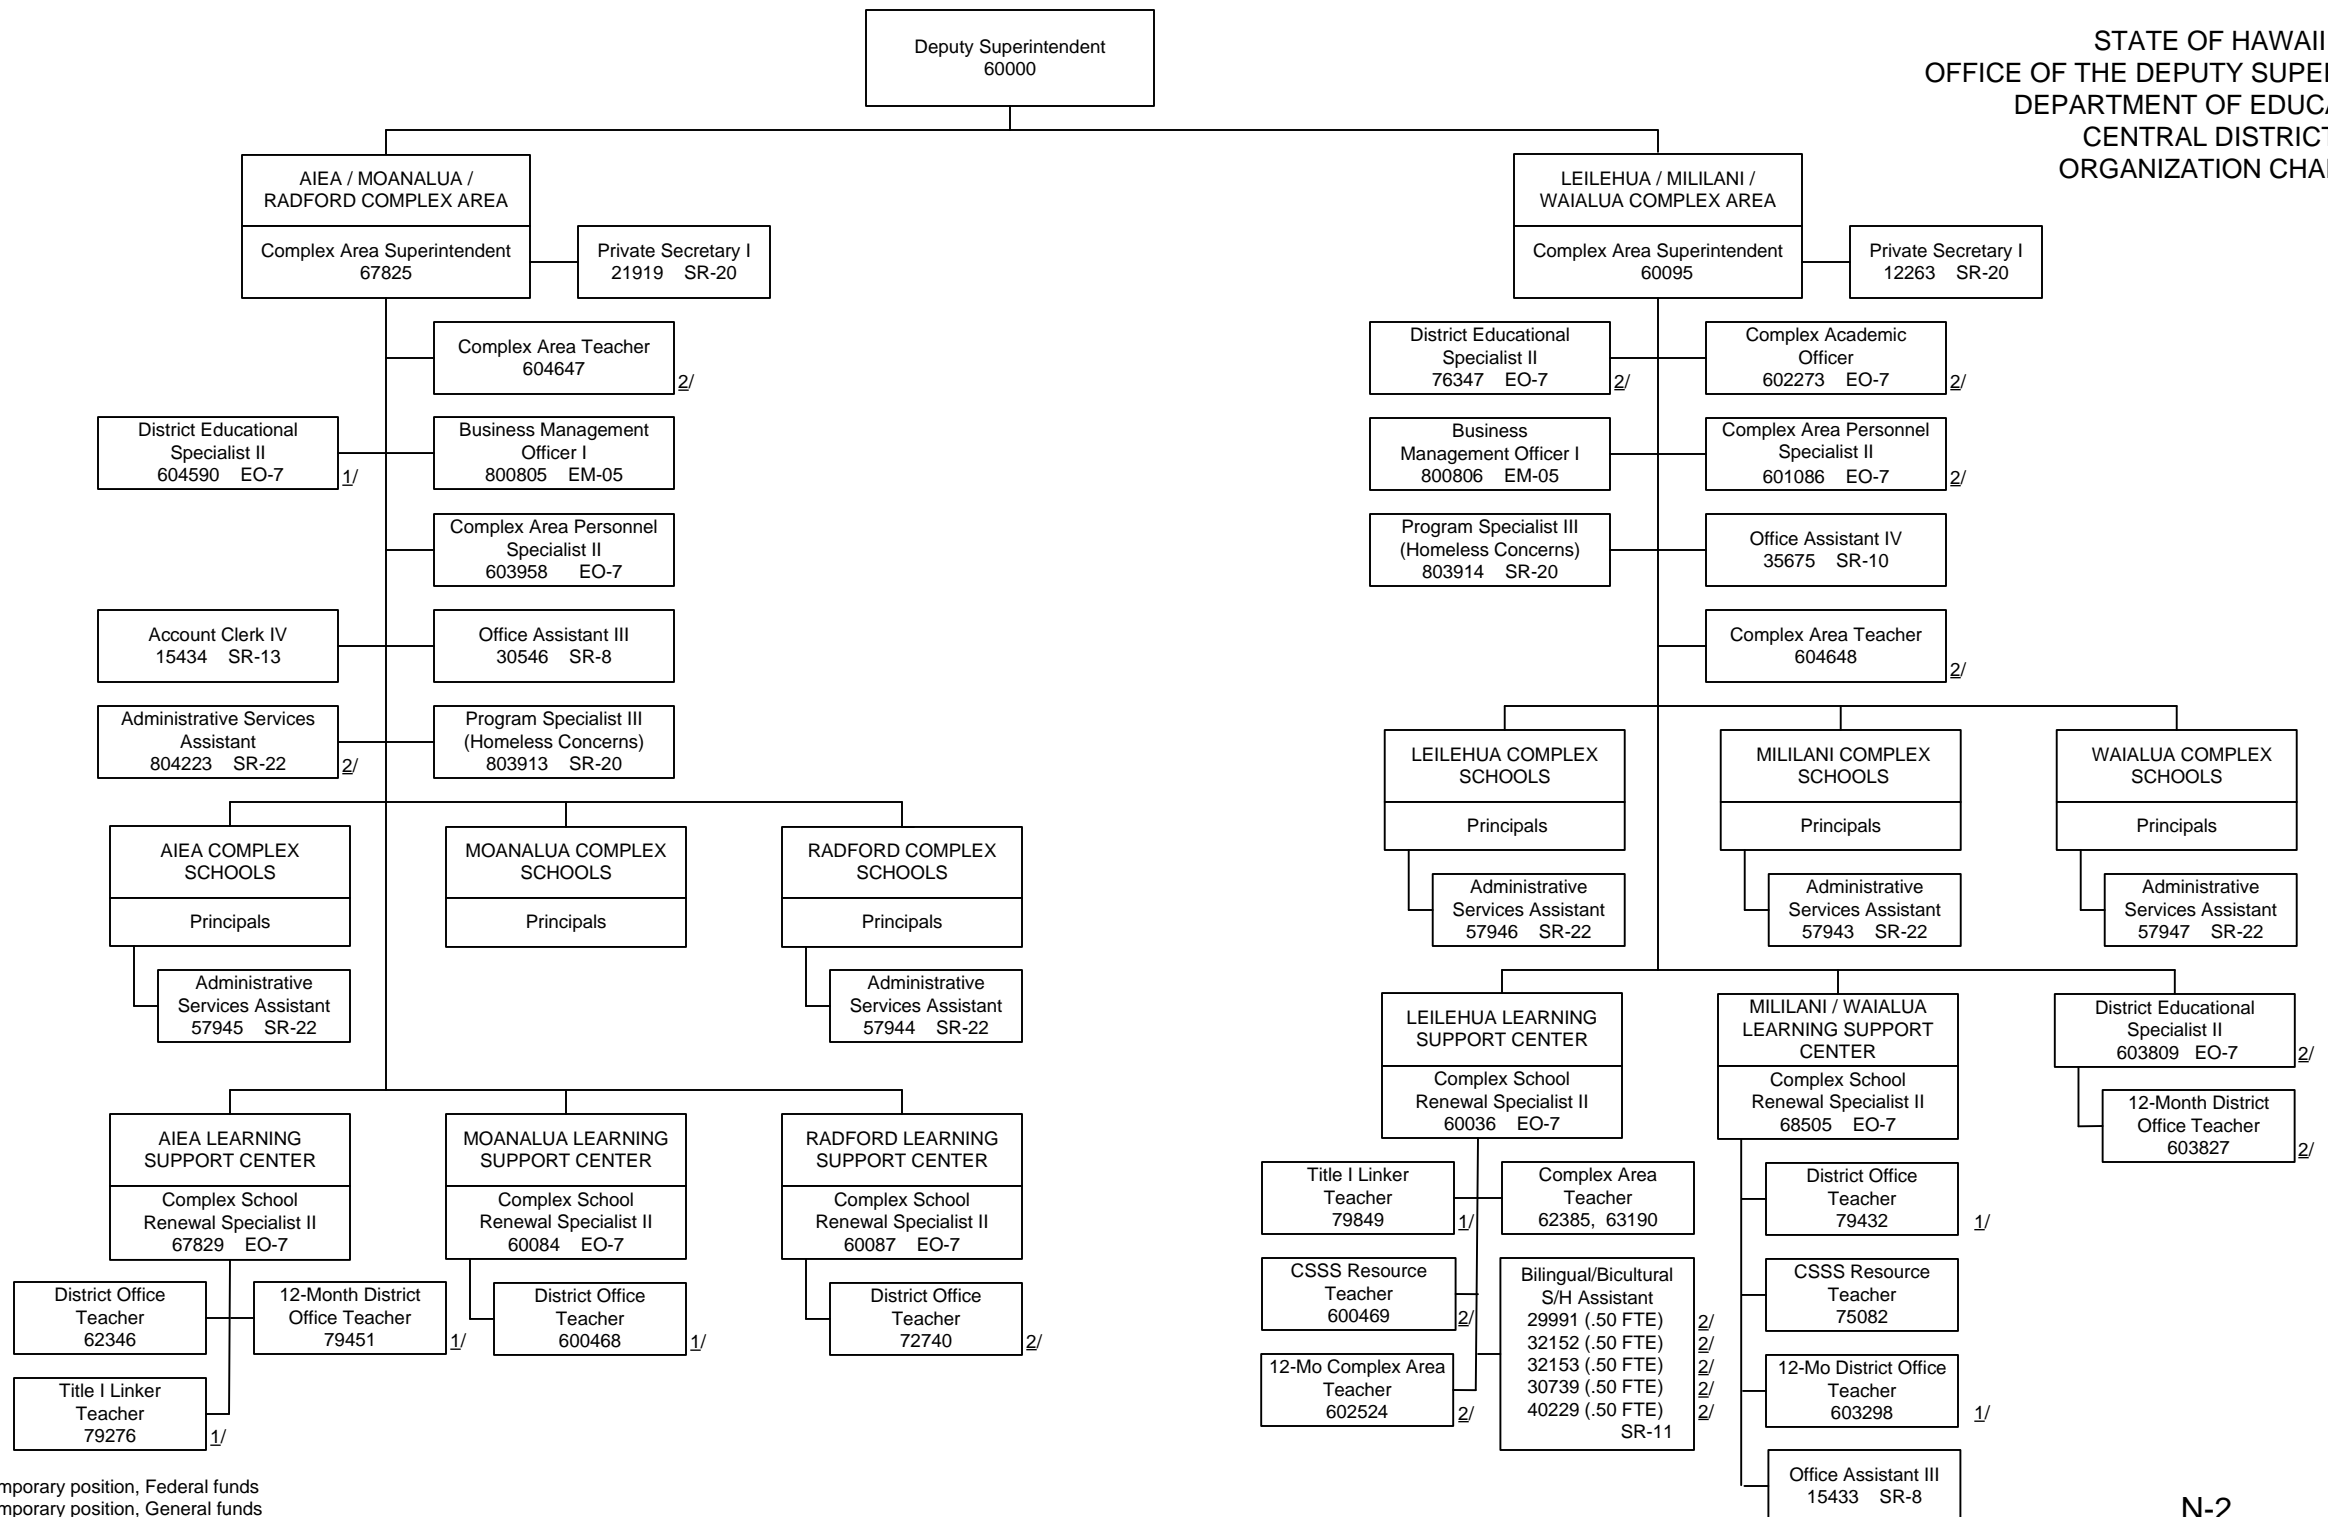 STATE OF HAWAII
OFFICE OF THE DEPUTY
DEPARTMENT OF
CENTRAL DISTRICT
ORGANIZATION
Deputy Superintendent
60000
AIEA / MOANALUA /
RADFORD COMPLEX AREA
Complex Area Superintendent
67825
Private Secretary I
21919 SR-20
Complex Area Teacher
604647
2/
District Educational
Specialist II
604590 EO-7
1/
Business Management
Officer I
800805 EM-05
Complex Area Personnel
Specialist II
603958 EO-7
Account Clerk IV
15434 SR-13
Office Assistant III
30546 SR-8
Administrative Services
Assistant
804223 SR-22
2/
Program Specialist III
(Homeless Concerns)
803913 SR-20
AIEA COMPLEX
SCHOOLS
Principals
Administrative
Services Assistant
57945 SR-22
MOANALUA COMPLEX
SCHOOLS
Principals
RADFORD COMPLEX
SCHOOLS
Principals
Administrative
Services Assistant
57944 SR-22
AIEA LEARNING
SUPPORT CENTER
Complex School
Renewal Specialist II
67829 EO-7
District Office
Teacher
62346
12-Month District
Office Teacher
79451
1/
Title I Linker
Teacher
79276
1/
MOANALUA LEARNING
SUPPORT CENTER
Complex School
Renewal Specialist II
60084 EO-7
District Office
Teacher
600468
1/
RADFORD LEARNING
SUPPORT CENTER
Complex School
Renewal Specialist II
60087 EO-7
District Office
Teacher
72740
2/
LEILEHUA / MILILANI /
WAIALUA COMPLEX AREA
Complex Area Superintendent
60095
Private Secretary I
12263 SR-20
District Educational
Specialist II
76347 EO-7
2/
Complex Academic
Officer
602273 EO-7
2/
Business
Management Officer I
800806 EM-05
Complex Area Personnel
Specialist II
601086 EO-7
2/
Program Specialist III
(Homeless Concerns)
803914 SR-20
Office Assistant IV
35675 SR-10
Complex Area Teacher
604648
2/
LEILEHUA COMPLEX
SCHOOLS
Principals
Administrative
Services Assistant
57946 SR-22
MILILANI COMPLEX
SCHOOLS
Principals
Administrative
Services Assistant
57943 SR-22
WAIALUA COMPLEX
SCHOOLS
Principals
Administrative
Services Assistant
57947 SR-22
LEILEHUA LEARNING
SUPPORT CENTER
Complex School
Renewal Specialist II
60036 EO-7
Title I Linker
Teacher
79849
1/
Complex Area
Teacher
62385, 63190
CSSS Resource
Teacher
600469
2/
Bilingual/Bicultural
S/H Assistant
29991 (.50 FTE) 2/
32152 (.50 FTE) 2/
32153 (.50 FTE) 2/
30739 (.50 FTE) 2/
40229 (.50 FTE) 2/
SR-11
12-Mo Complex Area
Teacher
602524
2/
MILILANI / WAIALUA
LEARNING SUPPORT
CENTER
Complex School
Renewal Specialist II
68505 EO-7
District Office
Teacher
79432
1/
CSSS Resource
Teacher
75082
12-Mo District Office
Teacher
603298
1/
Office Assistant III
15433 SR-8
District Educational
Specialist II
603809 EO-7
2/
12-Month District
Office Teacher
603827
2/
position, Federal funds
position, General funds
N-2